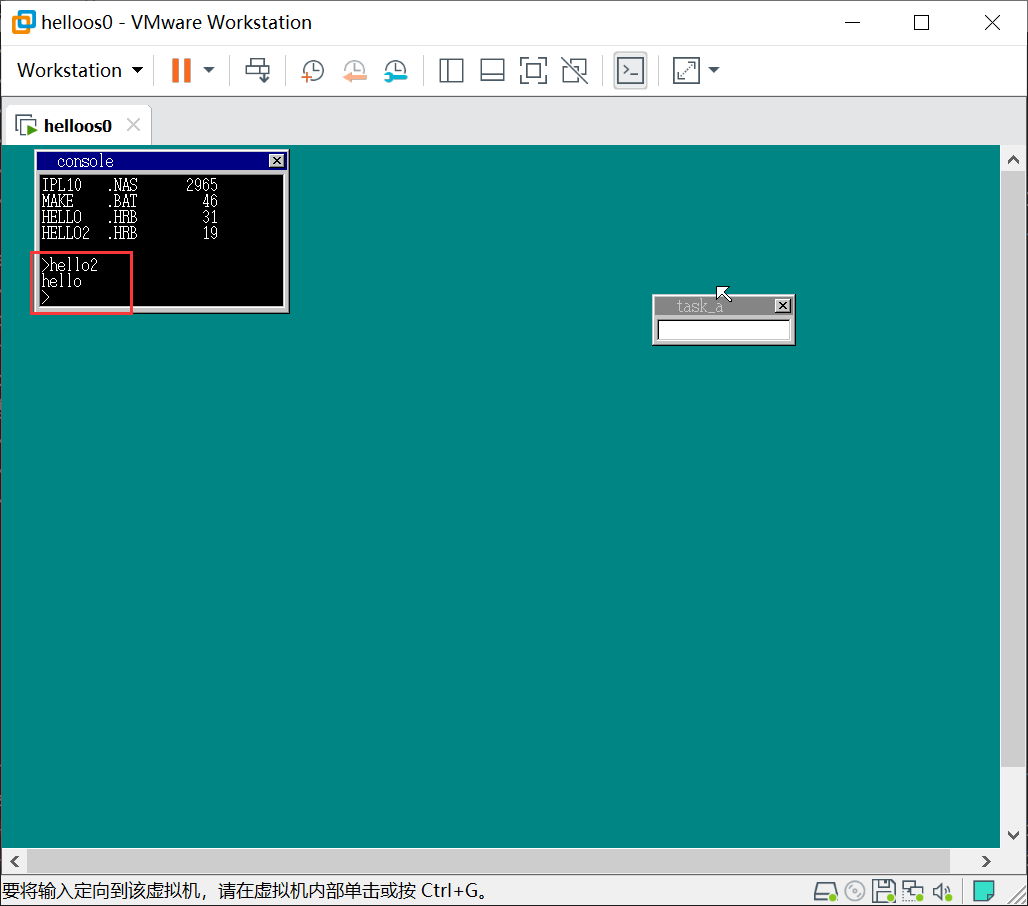 helloos0 - VMware Workstation
Workstation
helloos0
console
IPL10 .NAS 2965
MAKE .BAT 46
HELLO .HRB 31
HELLO2 .HRB 19
>hello2
hello
>
task_a
要将输入定向到该虚拟机，请在虚拟机内部单击或按 Ctrl+G。